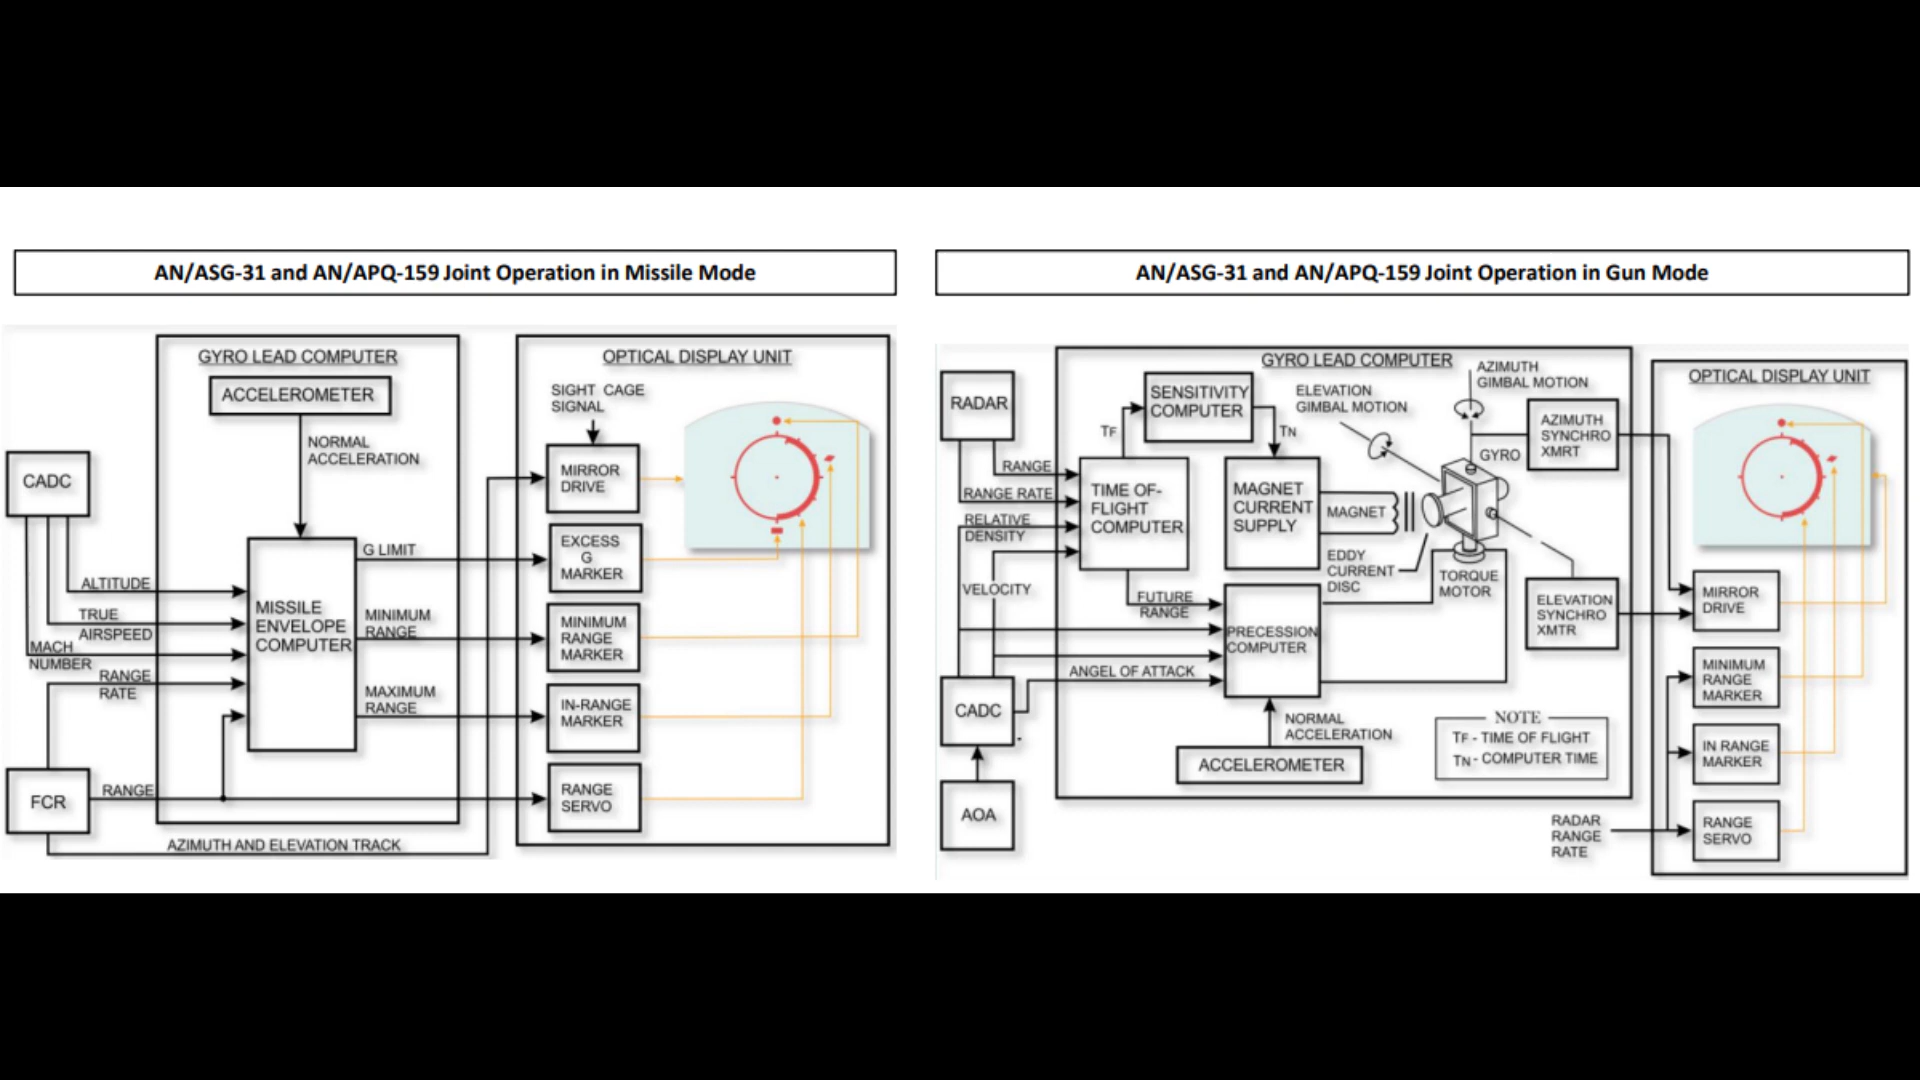 AN/ASG-31 and AN/APQ-159 Joint Operation in Missile Mode
GYRO LEAD COMPUTER
ACCELEROMETER
NORMAL
ACCELERATION
CADC
ALTITUDE
TRUE
AIRSPEED
MACH
NUMBER
RANGE
RATE
MISSILE
ENVELOPE
COMPUTER
G LIMIT
MINIMUM
RANGE
MAXIMUM
RANGE
FCR
RANGE
AZIMUTH AND ELEVATION TRACK
OPTICAL DISPLAY UNIT
SIGHT CAGE
SIGNAL
MIRROR
DRIVE
EXCESS
G
MARKER
MINIMUM
RANGE
MARKER
IN-RANGE
MARKER
RANGE
SERVO
AN/ASG-31 and AN/APQ-159 Joint Operation in Gun Mode
GYRO LEAD COMPUTER
RADAR
RANGE
RANGE RATE
RELATIVE
DENSITY
VELOCITY
TF
SENSITIVITY
COMPUTER
TN
TIME OF-
FLIGHT
COMPUTER
MAGNET
CURRENT
SUPPLY
MAGNET
ELEVATION
GIMBAL MOTION
AZIMUTH
GIMBAL MOTION
GYRO
AZIMUTH
SYNCHRO
XMRT
EDDY
CURRENT
DISC
TORQUE
MOTOR
ELEVATION
SYNCHRO
XMTR
FUTURE
RANGE
PRECESSION
COMPUTER
ANGEL OF ATTACK
CADC
AOA
NORMAL
ACCELERATION
ACCELEROMETER
NOTE
TF - TIME OF FLIGHT
TN - COMPUTER TIME
RADAR
RANGE
RATE
OPTICAL DISPLAY UNIT
MIRROR
DRIVE
MINIMUM
RANGE
MARKER
IN RANGE
MARKER
RANGE
SERVO